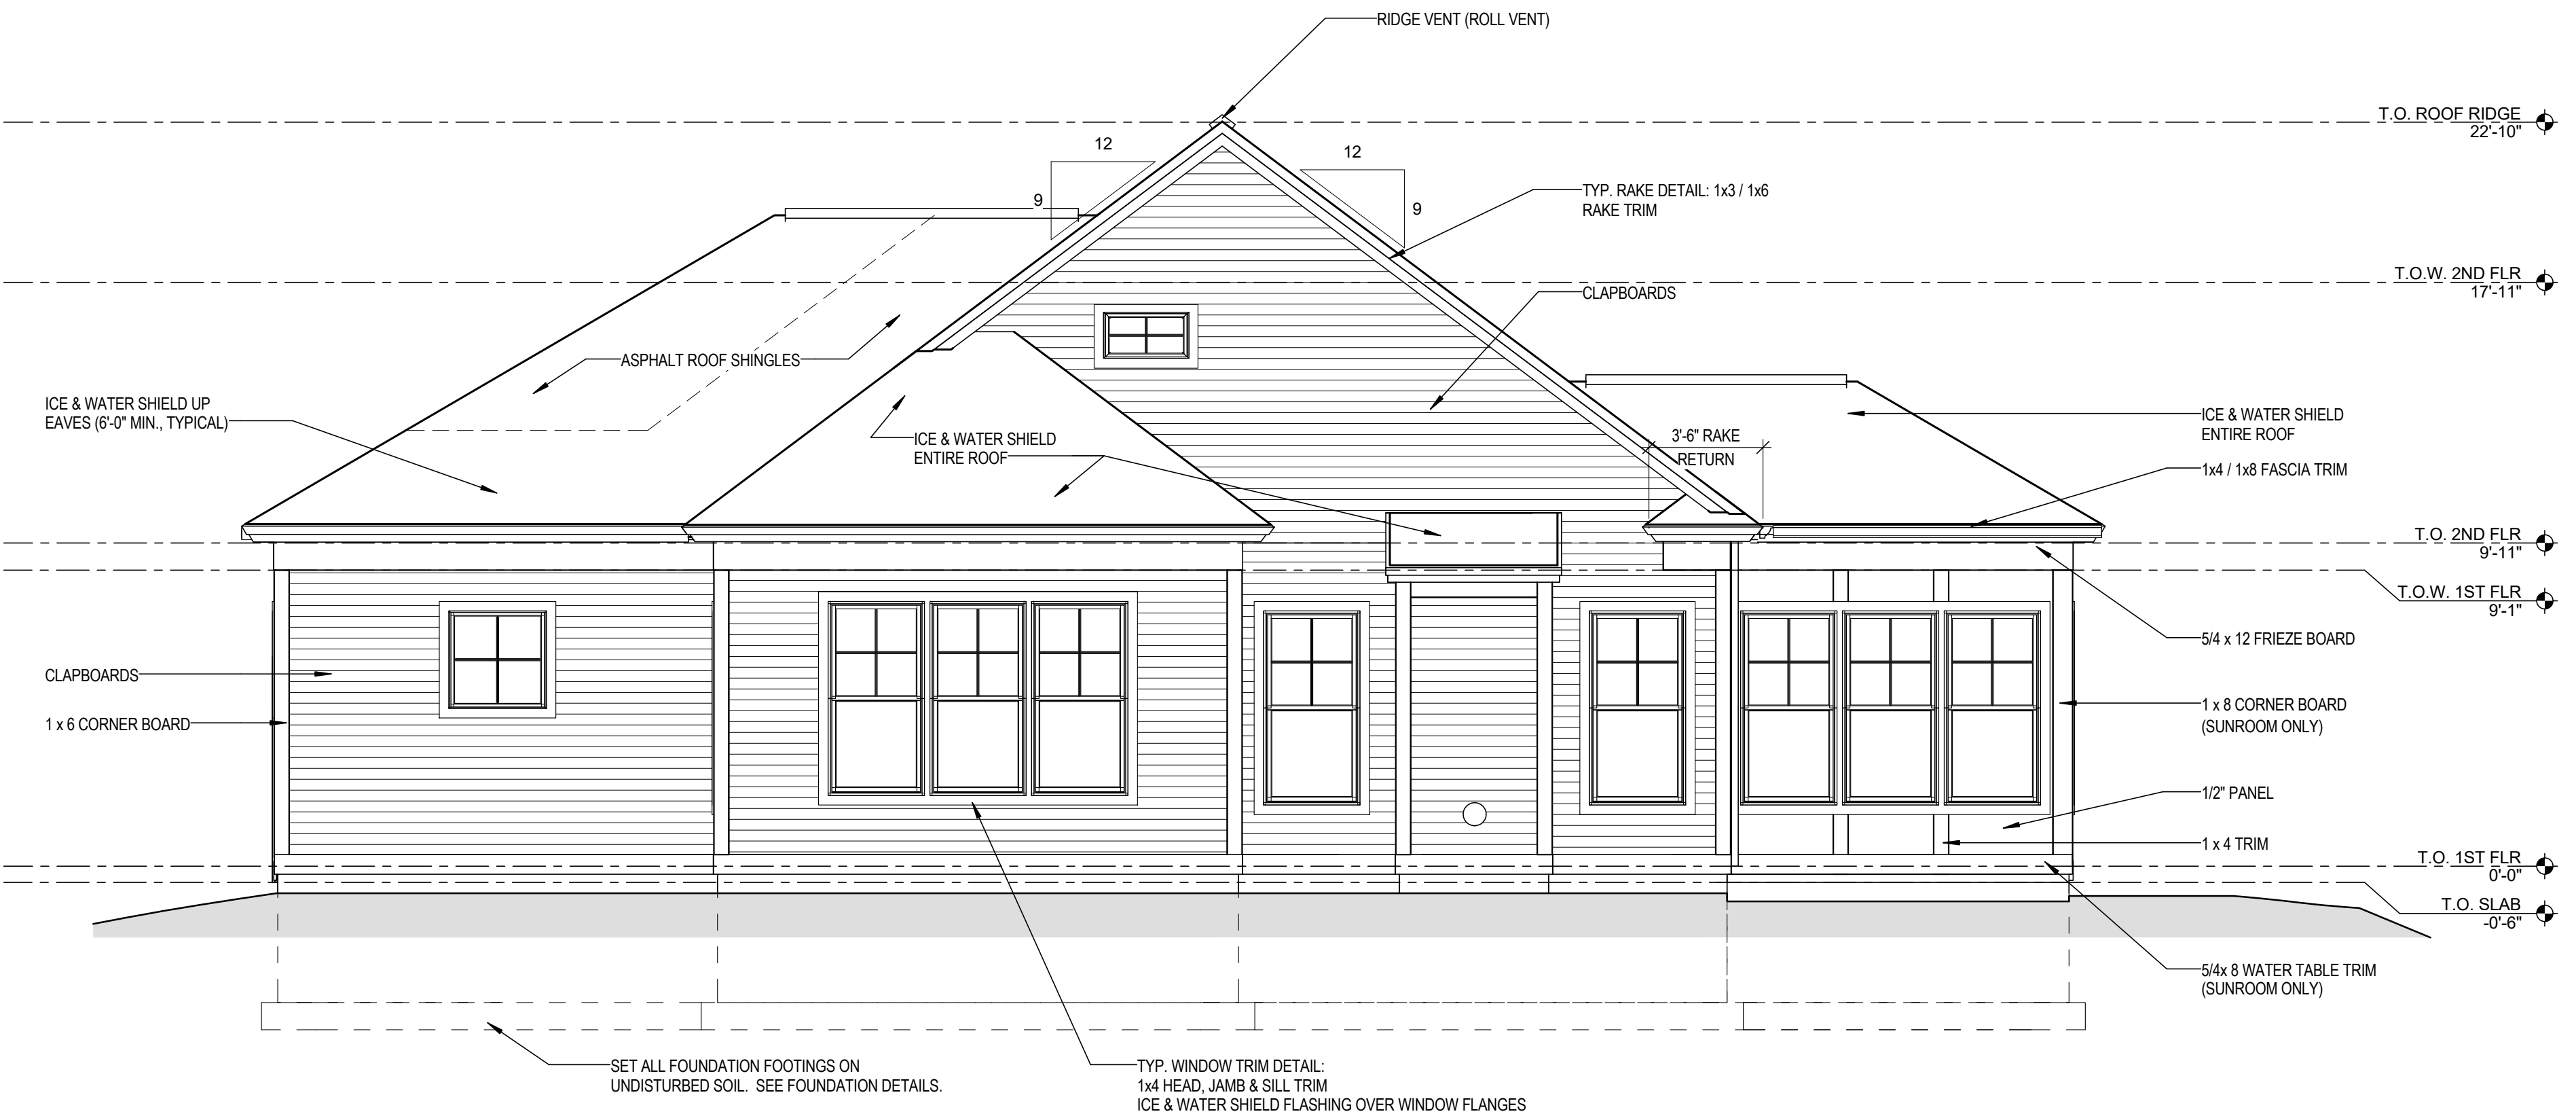 RIDGE VENT (ROLL VENT)
T.O. ROOF RIDGE
22'-10"
12
12
9
9
TYP. RAKE DETAIL: 1x3 / 1x6
RAKE TRIM
T.O.W. 2ND FLR
17'-11"
CLAPBOARDS
ASPHALT ROOF SHINGLES
ICE & WATER SHIELD UP
EAVES (6'-0" MIN., TYPICAL)
ICE & WATER SHIELD
ENTIRE ROOF
3'-6" RAKE
RETURN
ICE & WATER SHIELD
ENTIRE ROOF
1x4 / 1x8 FASCIA TRIM
T.O. 2ND FLR
9'-11"
T.O.W. 1ST FLR
9'-1"
5/4 x 12 FRIEZE BOARD
CLAPBOARDS
1 x 6 CORNER BOARD
1 x 8 CORNER BOARD
(SUNROOM ONLY)
1/2" PANEL
1 x 4 TRIM
T.O. 1ST FLR
0'-0"
T.O. SLAB
-0'-6"
5/4x 8 WATER TABLE TRIM
(SUNROOM ONLY)
SET ALL FOUNDATION FOOTINGS ON
UNDISTURBED SOIL.  SEE FOUNDATION DETAILS.
TYP. WINDOW TRIM DETAIL:
1x4 HEAD, JAMB & SILL TRIM
ICE & WATER SHIELD FLASHING OVER WINDOW FLANGES